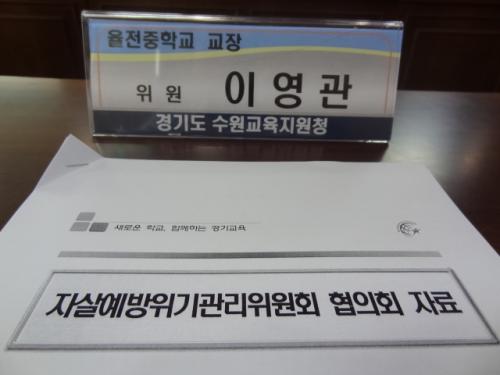 율전중학교 교장
위원 이영관
경기도 수원교육지원청
새로운 학교, 함께하는 경기교육
자살예방위기관리위원회 협의회 자료